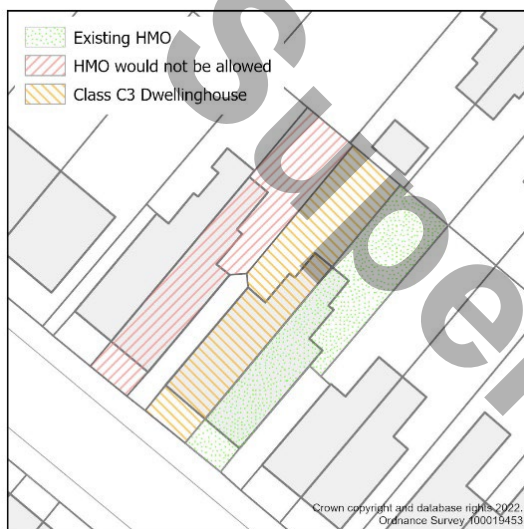 Existing HMO
HMO would not be allowed
Class C3 Dwellinghouse
Crown copyright and database rights 2022.
Ordnance Survey 100019453